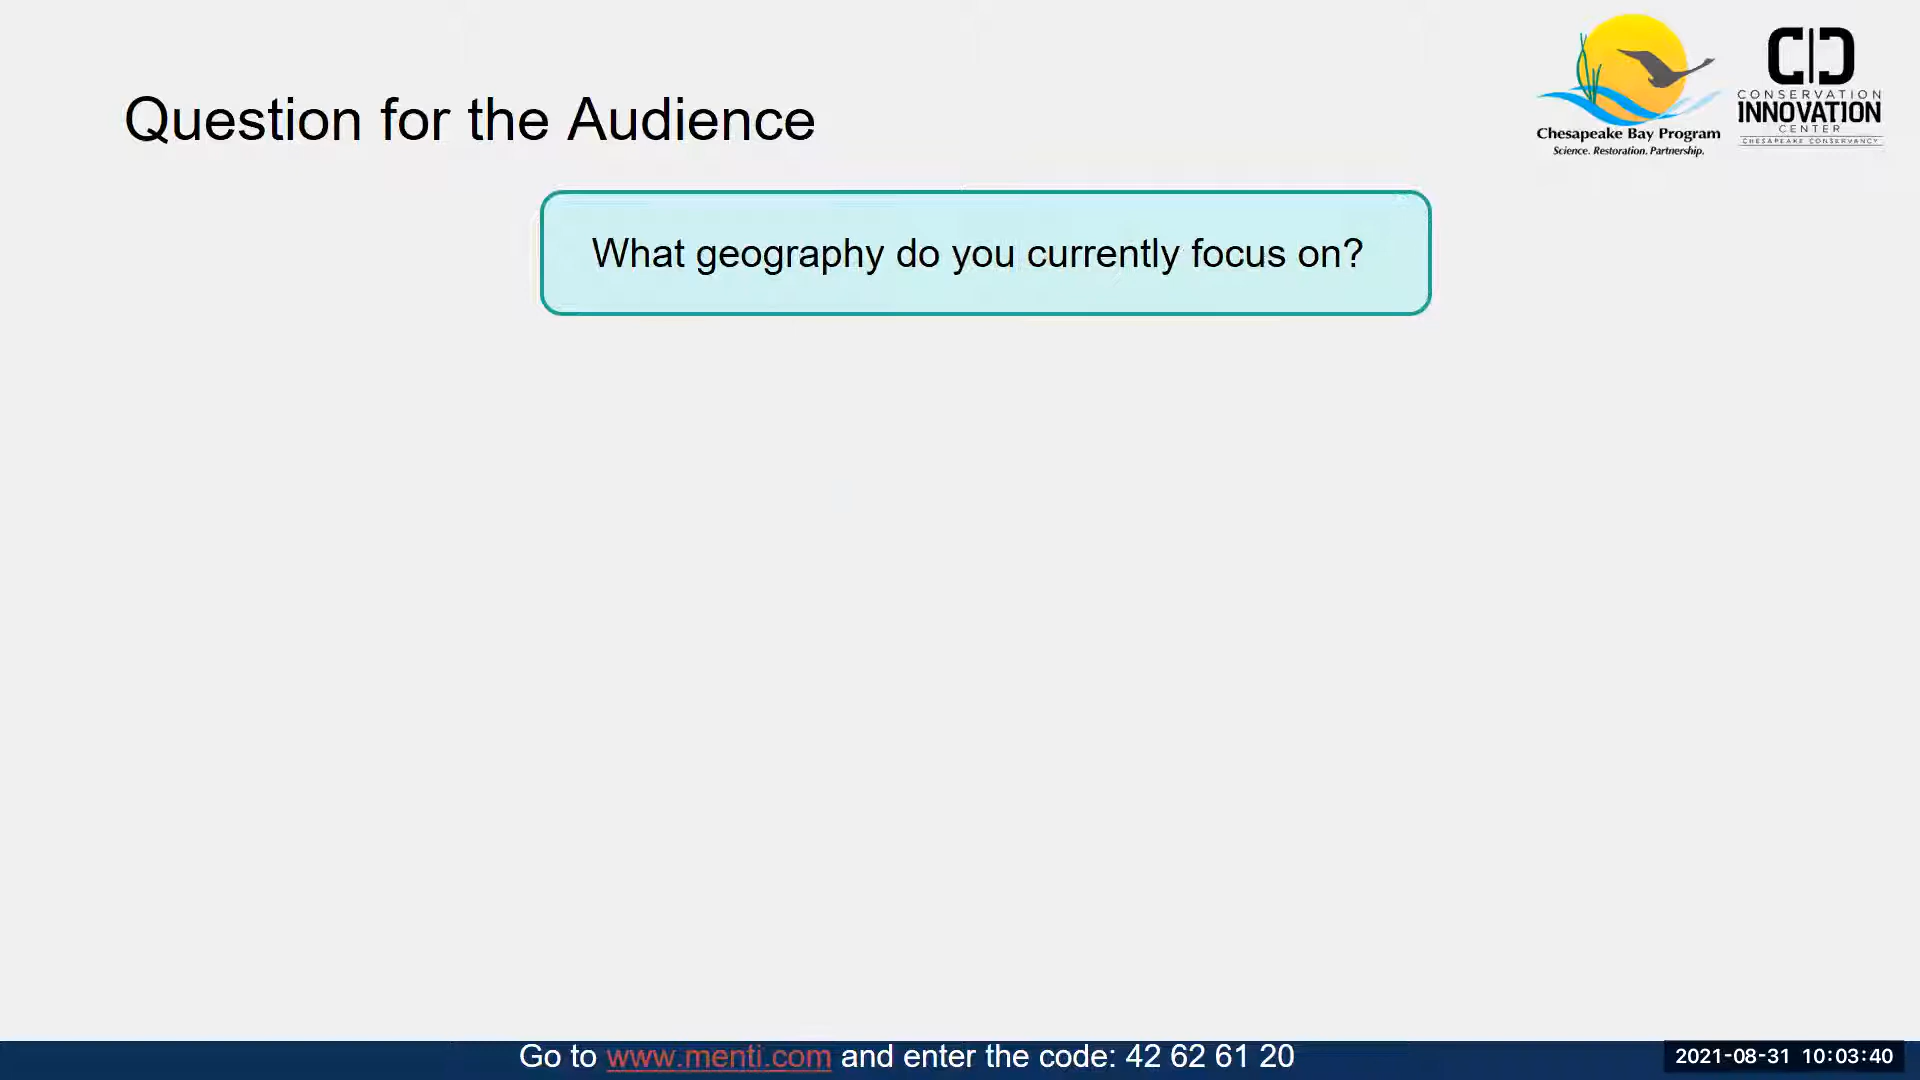 Question for the Audience
Chesapeake Bay Program
Science. Restoration. Partnership.
CONSERVATION
INNOVATION
CENTER
CHESAPEAKE CONSERVANCY
What geography do you currently focus on?
Go to www.menti.com and enter the code: 42 62 61 20
2021-08-31 10:03:40